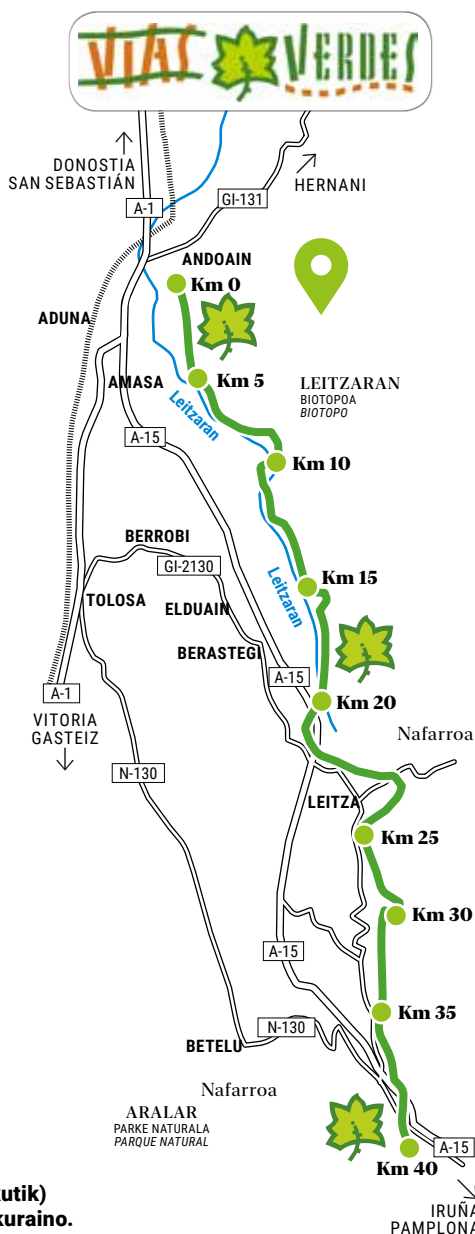 VIAS VERDES
DONOSTIA
SAN SEBASTIÁN
HERNANI
GI-131
A-1
ANDOAIN
Km 0
ADUNA
AMASA
Km 5
LEITZARAN
BIOTOPOA
BIOTOPO
Leitzaran
A-15
Km 10
BERROBI
GI-2130
Km 15
Leitzaran
TOLOSA
ELDUAIN
BERASTEGI
A-15
A-1
Km 20
VITORIA
GASTEIZ
Nafarroa
N-130
LEITZA
Km 25
Km 30
A-15
Km 35
N-130
BETELU
Nafarroa
ARALAR
PARKE NATURALA
PARQUE NATURAL
A-15
Km 40
utik)
kuraino.
IRUÑA
PAMPLONA